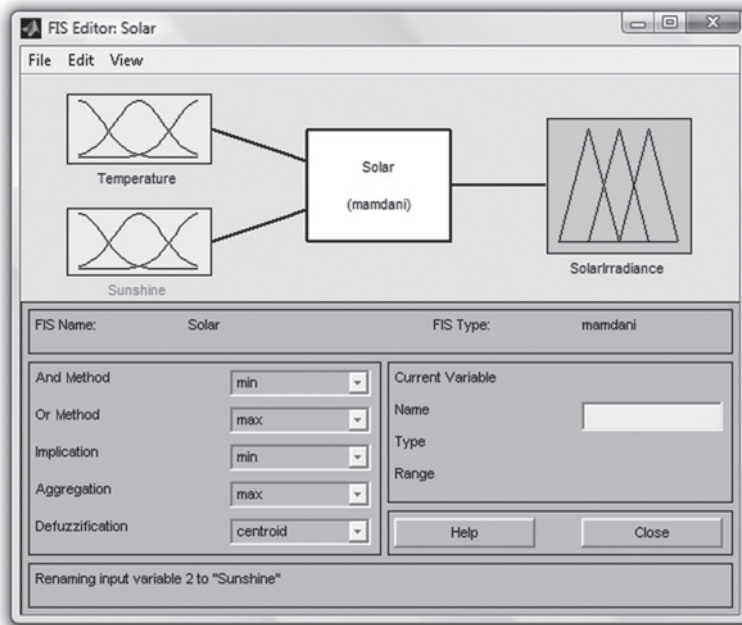 FIS Editor: Solar
File Edit View
Temperature
Sunshine
Solar
(mamdani)
SolarIrradiance
FIS Name: Solar FIS Type: mamdani
And Method min
Or Method max
Implication min
Aggregation max
Defuzzification centroid
Current Variable
Name
Type
Range
Help Close
Renaming input variable 2 to "Sunshine"